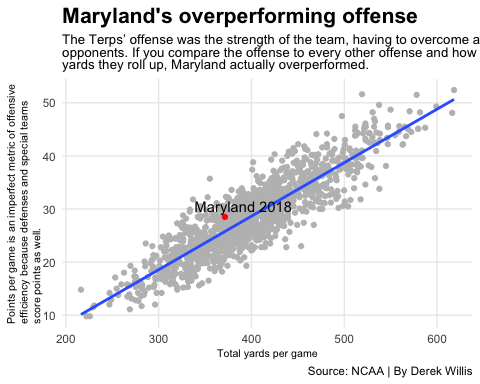 Maryland's overperforming offense
The Terps’ offense was the strength of the team, having to overcome a
opponents. If you compare the offense to every other offense and how
yards they roll up, Maryland actually overperformed.
Points per game is an imperfect metric of offensive
efficiency because defenses and special teams
score points as well.
50
40
30
20
10
Maryland 2018
200
300
400
500
600
Total yards per game
Source: NCAA | By Derek Willis